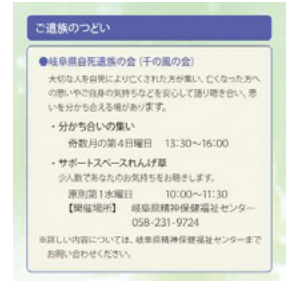 ご遺族のつどい
●岐阜県自死遺族の会(千の風の会)
大切な人を自死により亡くされた方が集い、亡くなった方へ
の思いやご自身の気持ちなどを安心して語り聴き合い、思
いを分かち合える場があります。
・分かち合いの集い
奇数月の第4日曜日 13:30〜16:00
・サポートスペースれんげ草
少人数であなたのお気持ちをお聴きします。
原則第1水曜日 10:00〜11:30
【開催場所】 岐阜県精神保健福祉センター
058-231-9724
※詳しい内容については、岐阜県精神保健福祉センターまで
お問い合わせください。